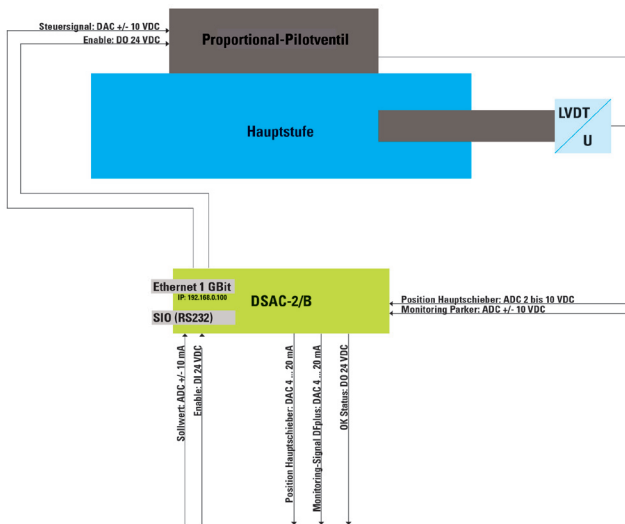 Steuersignal: DAC +/- 10 VDC
Enable: DO 24 VDC
Proportional-Pilotventil
Hauptstufe
LVDT
U
Ethernet 1 GBit
IP: 192.168.0.100
SIO (RS232)
DSAC-2/B
Position Hauptschieber: ADC 2 bis 10 VDC
Monitoring Parker: ADC +/- 10 VDC
Sollwert: ADC +/- 10 mA
Enable: DI 24 VDC
Position Hauptschieber: DAC 4 ... 20 mA
Monitoring-Signal DFplus: DAC 4 ... 20 mA
OK Status: DO 24 VDC